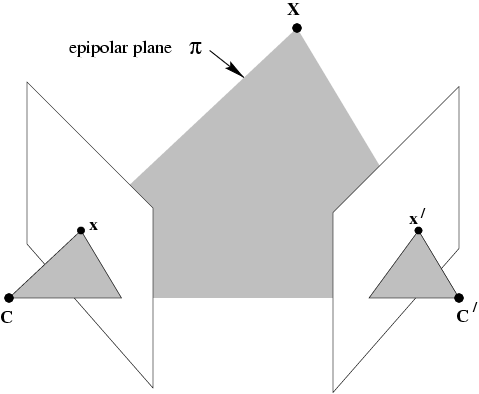 X
epipolar plane π
x
x /
C
C /